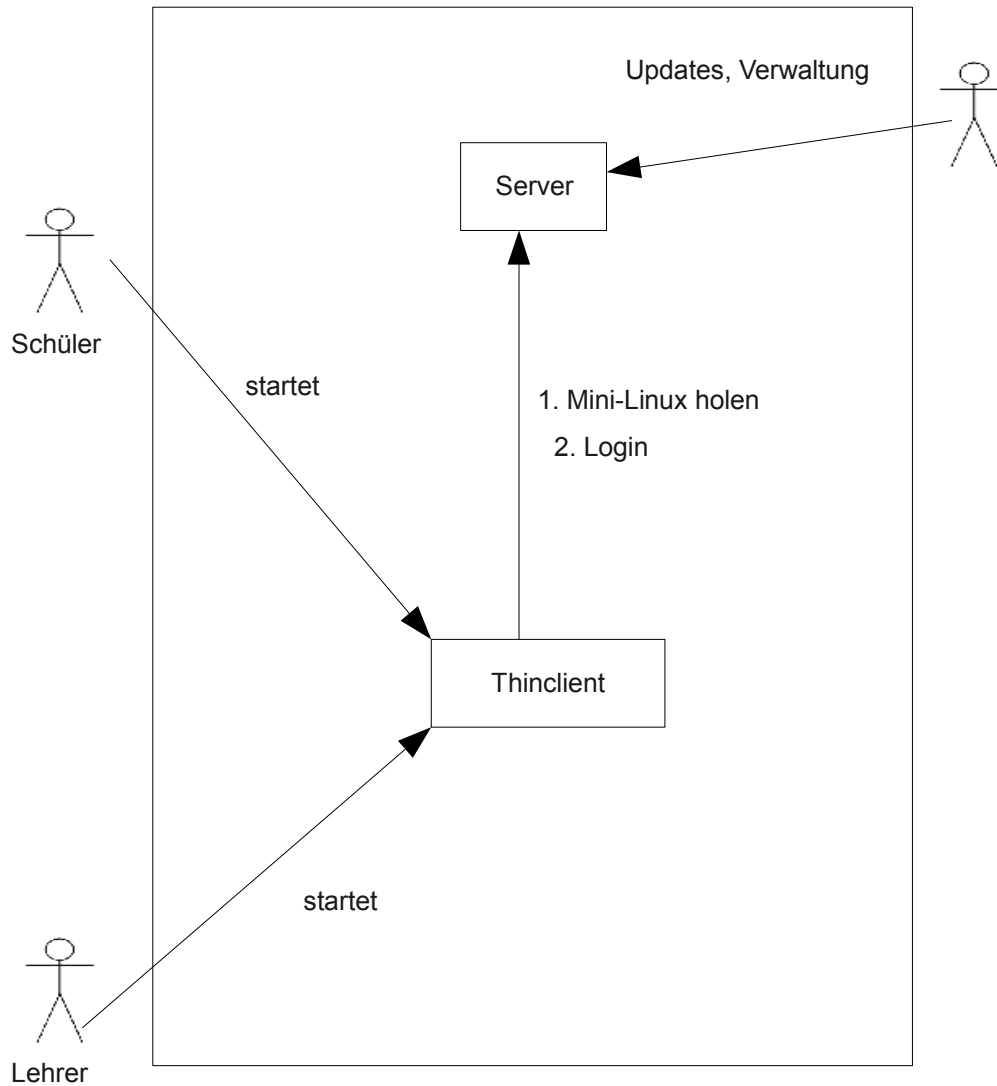 Updates, Verwaltung
Server
Schüler
startet
1. Mini-Linux holen
2. Login
Thinclient
startet
Lehrer